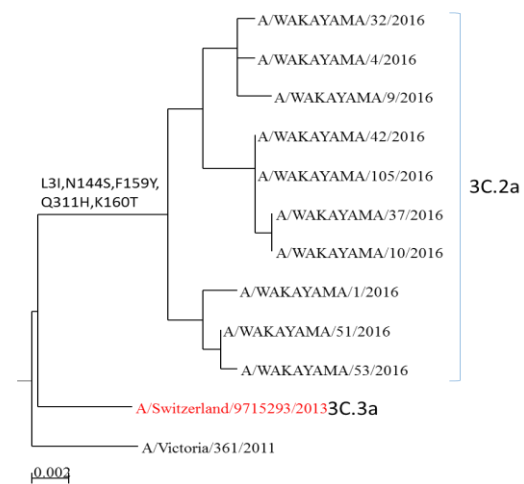 A/WAKAYAMA/32/2016
A/WAKAYAMA/4/2016
A/WAKAYAMA/9/2016
A/WAKAYAMA/42/2016
L3I,N144S,F159Y,
Q311H,K160T
A/WAKAYAMA/105/2016
3C.2a
A/WAKAYAMA/37/2016
A/WAKAYAMA/10/2016
A/WAKAYAMA/1/2016
A/WAKAYAMA/51/2016
A/WAKAYAMA/53/2016
A/Switzerland/9715293/2013 3C.3a
A/Victoria/361/2011
0.002